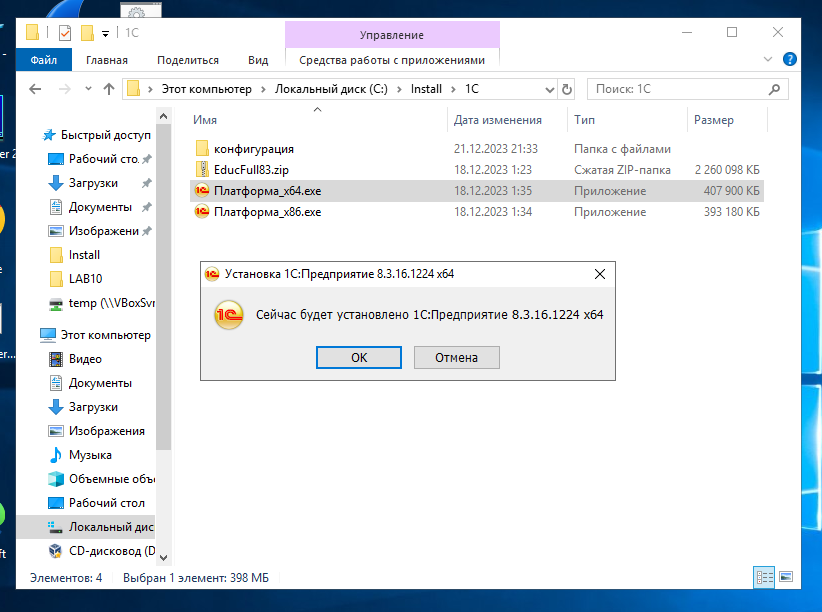 1С
Управление
Файл
Главная
Поделиться
Вид
Средства работы с приложениями
Этот компьютер > Локальный диск (C:) > Install > 1С
Поиск: 1С
Имя Дата изменения Тип Размер
конфигурация 21.12.2023 21:33 Папка с файлами
EducFull83.zip 18.12.2023 1:23 Сжатая ZIP-папка 2 260 098 КБ
Платформа_x64.exe 18.12.2023 1:35 Приложение 407 900 КБ
Платформа_x86.exe 18.12.2023 1:34 Приложение 393 180 КБ
Быстрый доступ
Рабочий сто.
Загрузки
Документы
Изображени
Install
LAB10
temp (\\VBoxSvr
Этот компьютер
Видео
Документы
Загрузки
Изображения
Музыка
Объемные объ
Рабочий стол
Локальный дис
CD-дисковод (D
Установка 1С:Предприятие 8.3.16.1224 x64
Сейчас будет установлено 1С:Предприятие 8.3.16.1224 x64
OK
Отмена
Элементов: 4
Выбран 1 элемент: 398 МБ
er 2
er...
ft